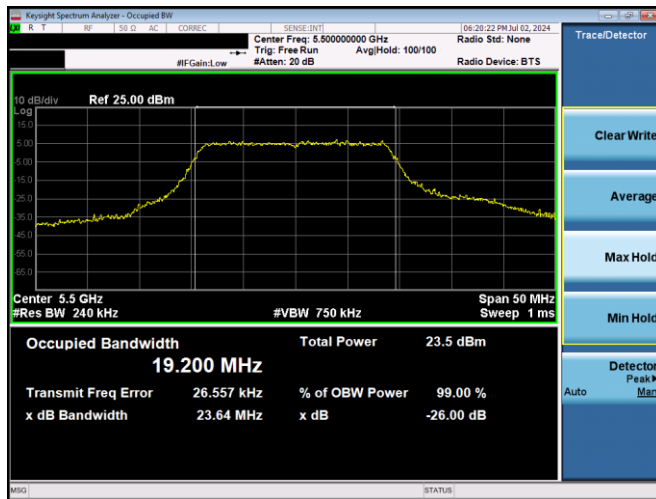 Keysight Spectrum Analyzer - Occupied BW
R T RF 50 Ω AC CORREC SENSE:INT 06:20:22 PM Jul 02, 2024
Center Freq: 5.500000000 GHz Radio Std: None
Trig: Free Run Avg|Hold: 100/100
#IFGain:Low #Atten: 20 dB Radio Device: BTS
Trace/Detector
10 dB/div Ref 25.00 dBm
Log
15.0
5.00
-5.00
-15.0
-25.0
-35.0
-45.0
-55.0
-65.0
Center 5.5 GHz Span 50 MHz
#Res BW 240 kHz #VBW 750 kHz Sweep 1 ms
Occupied Bandwidth Total Power 23.5 dBm
19.200 MHz
Transmit Freq Error 26.557 kHz % of OBW Power 99.00 %
x dB Bandwidth 23.64 MHz x dB -26.00 dB
Clear Write
Average
Max Hold
Min Hold
Detector
Peak
Auto Man
MSG STATUS